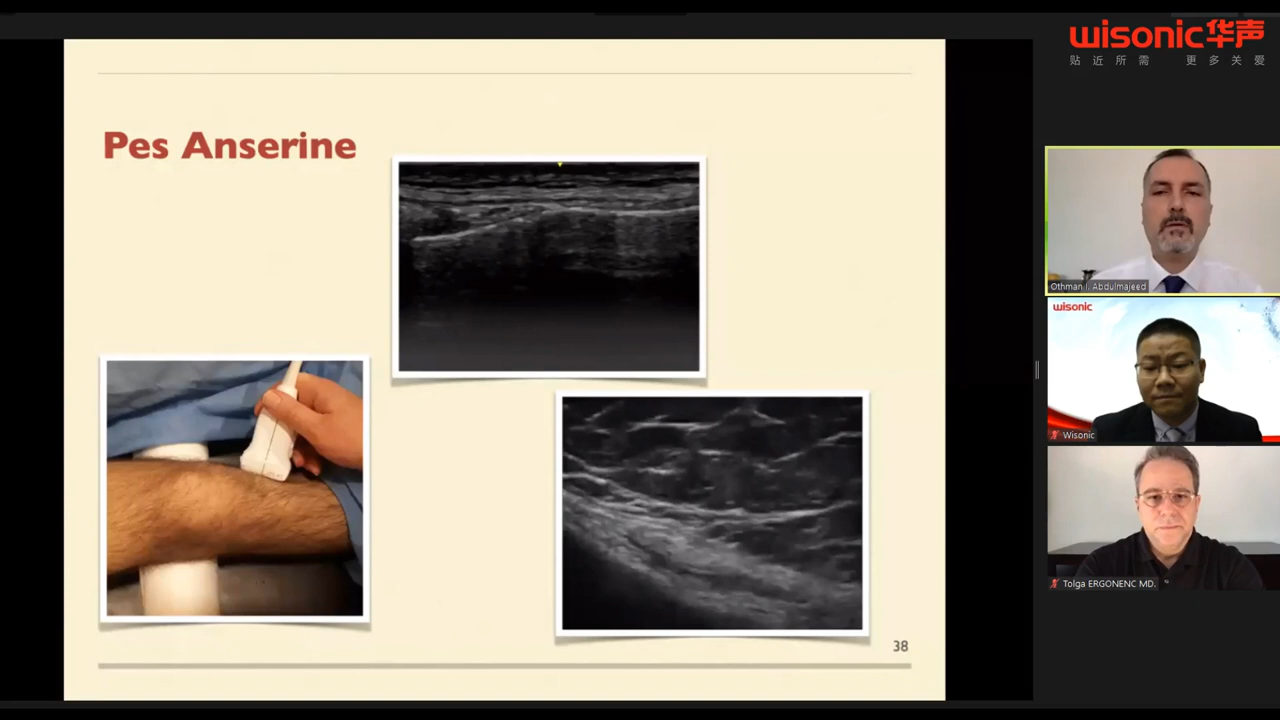 wisonic华声
贴近所需 更多关爱
Pes Anserine
38
Othman I. Abdulmajeed
wisonic
Wisonic
Tolga ERGONENC MD.